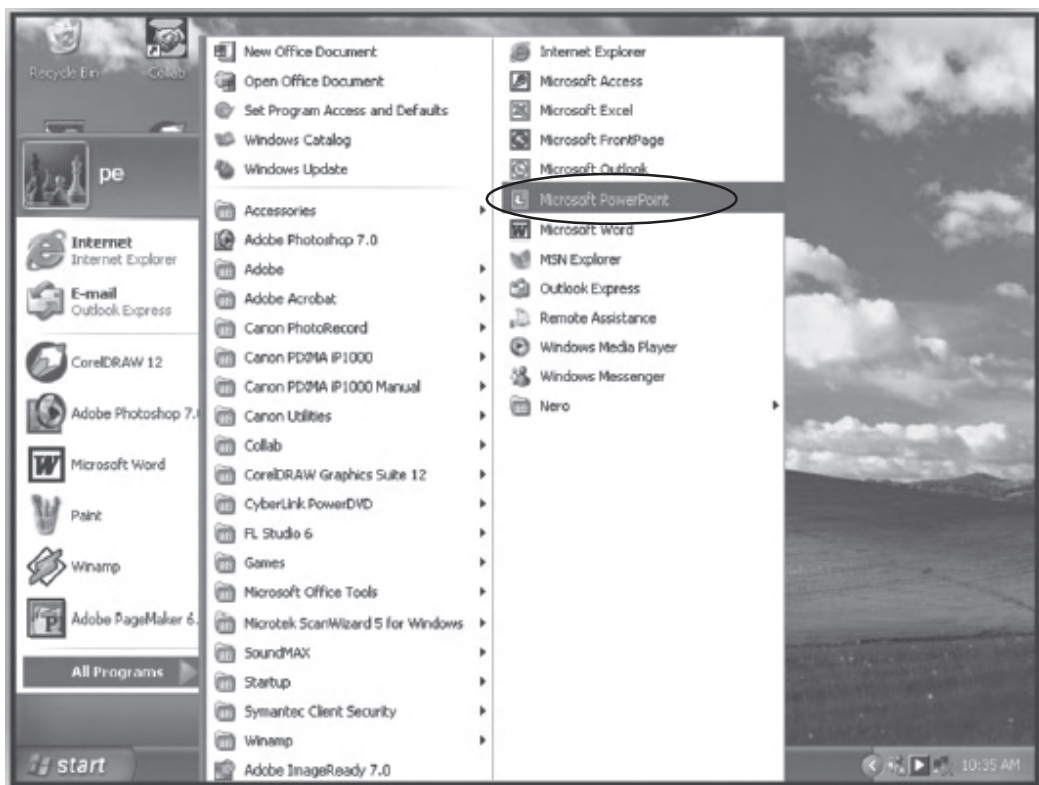 Recycle Bin
Collab
pe
Internet
Internet Explorer
E-mail
Outlook Express
CorelDRAW 12
Adobe Photoshop 7.0
Microsoft Word
Paint
Winamp
Adobe PageMaker 6.
All Programs
start
New Office Document
Open Office Document
Set Program Access and Defaults
Windows Catalog
Windows Update
Accessories
Adobe Photoshop 7.0
Adobe
Adobe Acrobat
Canon PhotoRecord
Canon PIXMA iP1000
Canon PIXMA iP1000 Manual
Canon Utilities
Collab
CorelDRAW Graphics Suite 12
CyberLink PowerDVD
FL Studio 6
Games
Microsoft Office Tools
Microtek ScanWizard 5 for Windows
SoundMAX
Startup
Symantec Client Security
Winamp
Adobe ImageReady 7.0
Internet Explorer
Microsoft Access
Microsoft Excel
Microsoft FrontPage
Microsoft Outlook
Microsoft PowerPoint
Microsoft Word
MSN Explorer
Outlook Express
Remote Assistance
Windows Media Player
Windows Messenger
Nero
10:35 AM